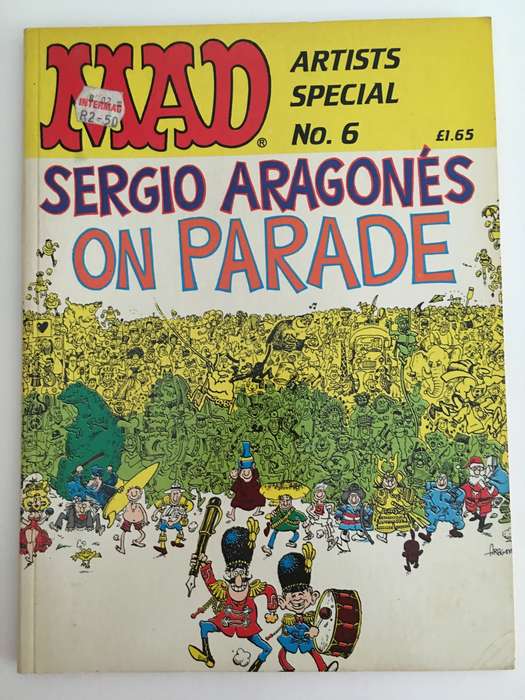 MAD
®
ARTISTS
SPECIAL
No. 6
£1.65
INTERMAG
R2-50
SERGIO ARAGONÉS
ON PARADE